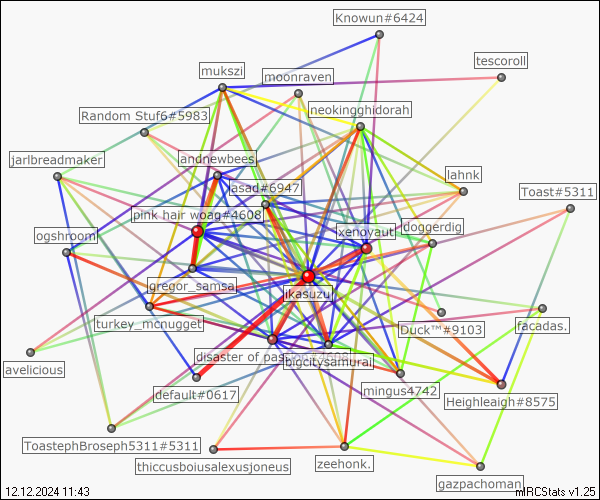 Knowun#6424
tescoroll
mukszi
moonraven
neokingghidorah
Random Stuf6#5983
jarlbreadmaker
andnewbees
asad#6947
lahnk
Toast#5311
pink hair woag#4608
xenoyaut
doggerdig
ogshroom
gregor_samsa
ikasuzu
turkey_mcnugget
Duck™#9103
facadas.
avelicious
disaster of pas
bigcitysamurai
default#0617
mingus4742
Heighleaigh#8575
ToastephBroseph5311#5311
thiccusboiusalexusjoneus
zeehonk.
gazpachoman
12.12.2024 11:43
mIRCStats v1.25